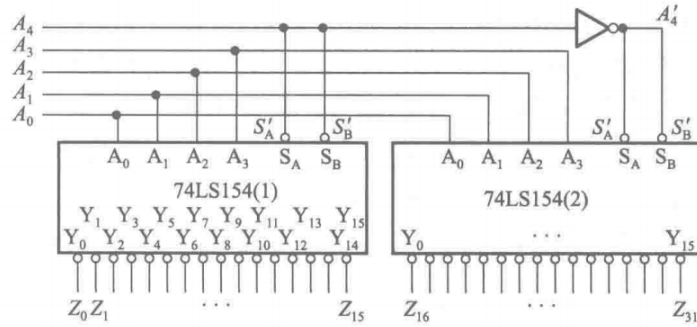 A₄ A′₄
A₃
A₂
A₁
A₀ S′A S′B S′A S′B
A₀ A₁ A₂ A₃ SA SB A₀ A₁ A₂ A₃ SA SB
74LS154(1) 74LS154(2)
Y₁ Y₃ Y₅ Y₇ Y₉ Y₁₁ Y₁₃ Y₁₅
Y₀ Y₂ Y₄ Y₆ Y₈ Y₁₀ Y₁₂ Y₁₄ Y₀ ··· Y₁₅
Z₀ Z₁ ··· Z₁₅ Z₁₆ ··· Z₃₁